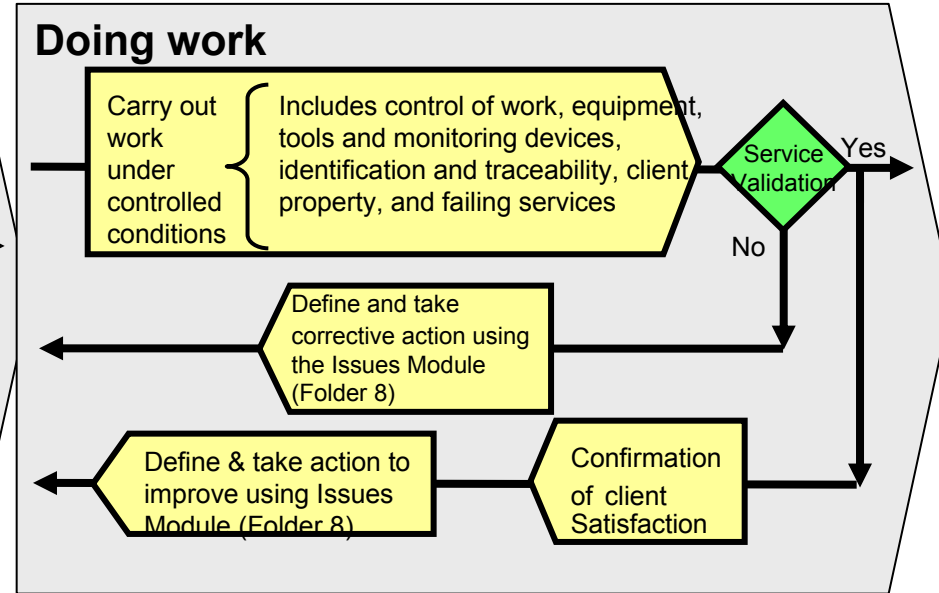 Doing work
Carry out
work
under
controlled
conditions
Includes control of work, equipment,
tools and monitoring devices,
identification and traceability, client
property, and failing services
Service
Validation
Yes
No
Define and take
corrective action using
the Issues Module
(Folder 8)
Define & take action to
improve using Issues
Module (Folder 8)
Confirmation
of client
Satisfaction